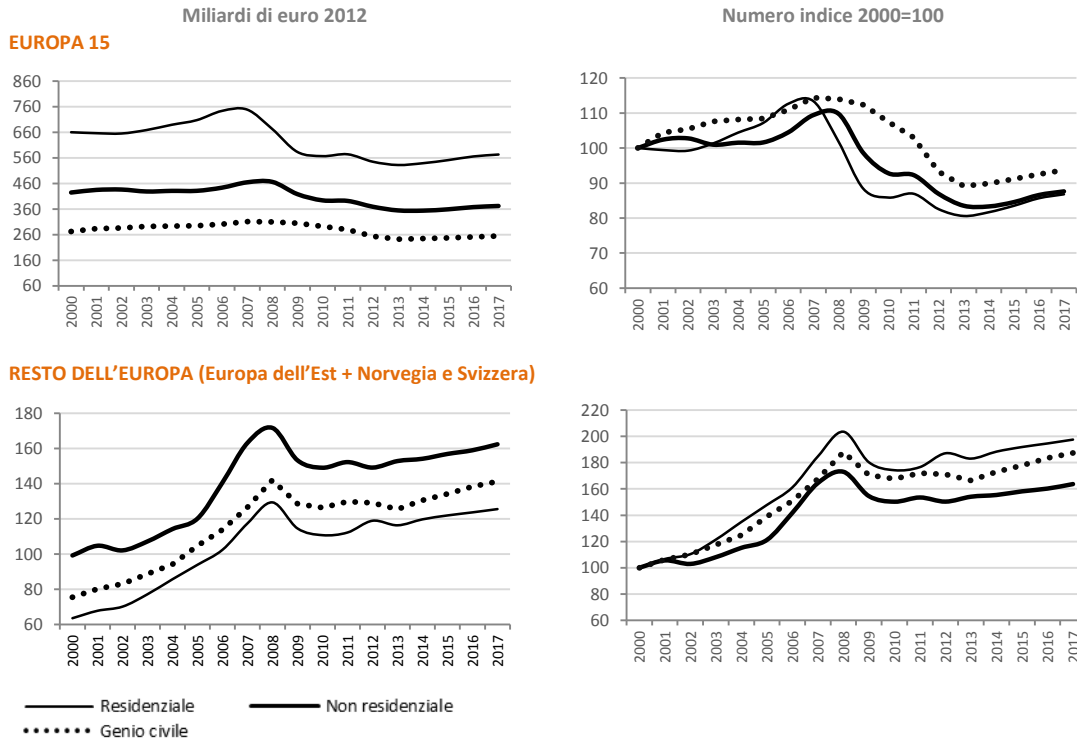 Miliardi di euro 2012
Numero indice 2000=100
EUROPA 15
860
760
660
560
460
360
260
160
60
2000 2001 2002 2003 2004 2005 2006 2007 2008 2009 2010 2011 2012 2013 2014 2015 2016 2017
120
110
100
90
80
70
60
2000 2001 2002 2003 2004 2005 2006 2007 2008 2009 2010 2011 2012 2013 2014 2015 2016 2017
RESTO DELL’EUROPA (Europa dell’Est + Norvegia e Svizzera)
180
160
140
120
100
80
60
2000 2001 2002 2003 2004 2005 2006 2007 2008 2009 2010 2011 2012 2013 2014 2015 2016 2017
220
200
180
160
140
120
100
80
60
2000 2001 2002 2003 2004 2005 2006 2007 2008 2009 2010 2011 2012 2013 2014 2015 2016 2017
Residenziale
Non residenziale
Genio civile